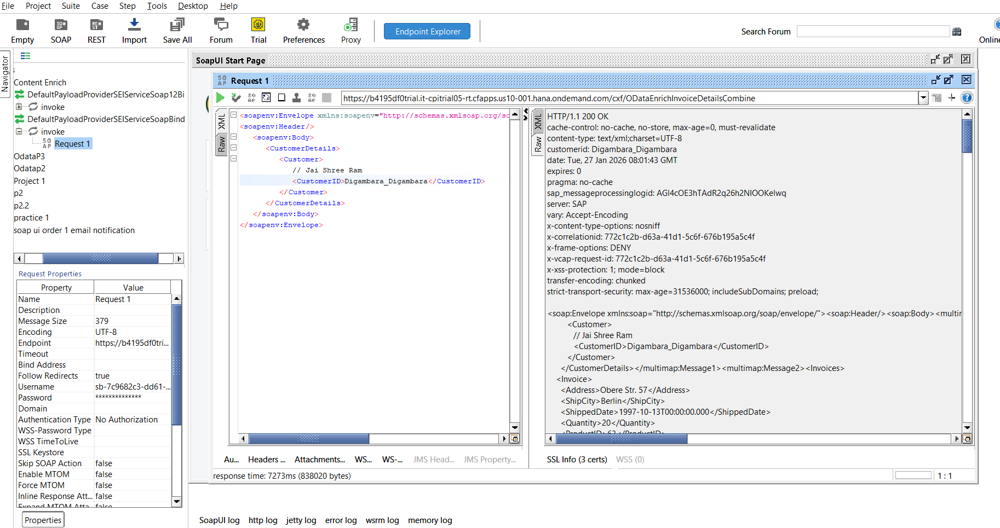 File Project Suite Case Step Tools Desktop Help
Empty SOAP REST Import Save All Forum Trial Preferences Proxy Endpoint Explorer Search Forum Online
Navigator
Content Enrich
DefaultPayloadProviderSEIServiceSoap12Bi
invoke
DefaultPayloadProviderSEIServiceSoapBind
invoke
SO AP Request 1
OdataP3
Odatap2
Project 1
p2
p2.2
practice 1
soap ui order 1 email notification
Request Properties
Property Value
Name Request 1
Description
Message Size 379
Encoding UTF-8
Endpoint https://b4195df0tri...
Timeout
Bind Address
Follow Redirects true
Username sb-7c9682c3-dd61-...
Password **************
Domain
Authentication Type No Authorization
WSS-Password Type
WSS TimeToLive
SSL Keystore
Skip SOAP Action false
Enable MTOM false
Force MTOM false
Inline Response Att... false
Expand MTOM Atta false
Properties
SoapUI Start Page
SO AP Request 1
https://b4195df0trial.it-cpitrial05-rt.cfapps.us10-001.hana.ondemand.com/cxf/ODataEnrichInvoiceDetailsCombine
XML
Raw
<soapenv:Envelope xmlns:soapenv="http://schemas.xmlsoap.org/so
<soapenv:Header/>
<soapenv:Body>
<CustomerDetails>
<Customer>
// Jai Shree Ram
<CustomerID>Digambara_Digambara</CustomerID>
</Customer>
</CustomerDetails>
</soapenv:Body>
</soapenv:Envelope>
XML
Raw
HTTP/1.1 200 OK
cache-control: no-cache, no-store, max-age=0, must-revalidate
content-type: text/xml;charset=UTF-8
customerid: Digambara_Digambara
date: Tue, 27 Jan 2026 08:01:43 GMT
expires: 0
pragma: no-cache
sap_messageprocessinglogid: AGl4cOE3hTAdR2q26h2NIOOKelwq
server: SAP
vary: Accept-Encoding
x-content-type-options: nosniff
x-correlationid: 772c1c2b-d63a-41d1-5c6f-676b195a5c4f
x-frame-options: DENY
x-vcap-request-id: 772c1c2b-d63a-41d1-5c6f-676b195a5c4f
x-xss-protection: 1; mode=block
transfer-encoding: chunked
strict-transport-security: max-age=31536000; includeSubDomains; preload;
<soap:Envelope xmlns:soap="http://schemas.xmlsoap.org/soap/envelope/"><soap:Header/><soap:Body><multir
<Customer>
// Jai Shree Ram
<CustomerID>Digambara_Digambara</CustomerID>
</Customer>
</CustomerDetails></multimap:Message1><multimap:Message2><Invoices>
<Invoice>
<Address>Obere Str. 57</Address>
<ShipCity>Berlin</ShipCity>
<ShippedDate>1997-10-13T00:00:00.000</ShippedDate>
<Quantity>20</Quantity>
<ProductID>63</ProductID>
Au... Headers ... Attachments... WS... WS-... JMS Head... JMS Property...
SSL Info (3 certs) WSS (0)
response time: 7273ms (838020 bytes)
1 : 1
SoapUI log http log jetty log error log wsrm log memory log